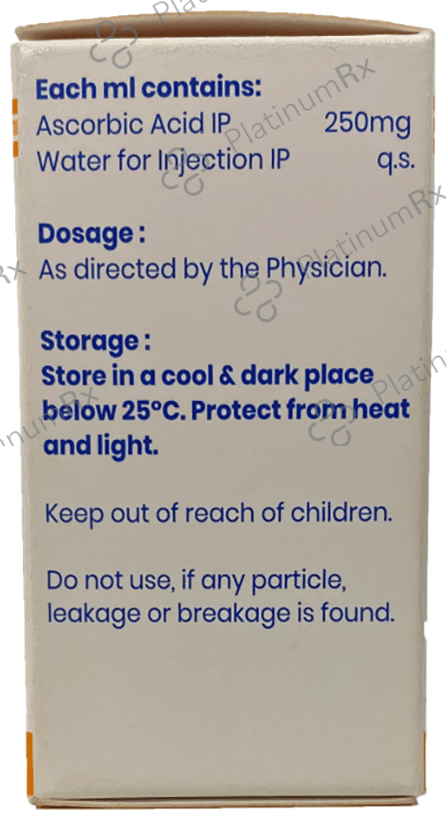 Each ml contains:
Ascorbic Acid IP 250mg
Water for Injection IP q.s.
Dosage :
As directed by the Physician.
Storage :
Store in a cool & dark place
below 25°C. Protect from heat
and light.
Keep out of reach of children.
Do not use, if any particle,
leakage or breakage is found.
PlatinumRx
PlatinumRx